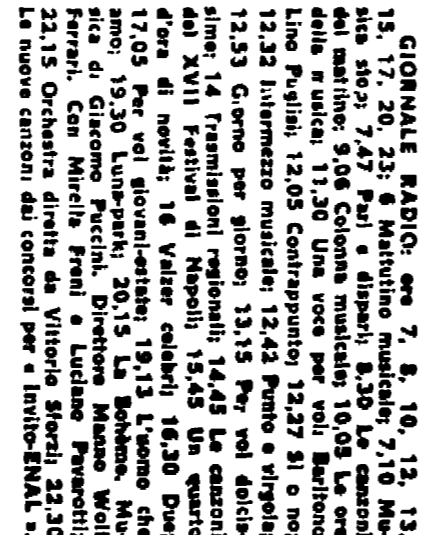 GIORNALE RADIO: ore 7, 8, 10, 12, 13,
15, 17, 20, 23; 6 Mattutino musicale; 7,10 Mu-
sica stop; 7,47 Pari e dispari; 8,30 Le canzoni
del mattino; 9,06 Colonna musicale; 10,05 Le ore
della musica; 11,30 Una voce per voi: Baritono
Lino Puglisi; 12,05 Contrappunto; 12,27 Si o no;
12,32 Intermezzo musicale; 12,42 Punto e virgola;
12,53 Giorno per giorno; 13,15 Per voi dolcis-
sime; 14 Trasmissioni regionali; 14,45 Le canzoni
del XVII Festival di Napoli; 15,45 Un quarto
d'ora di novità; 16 Valzer celebri; 16,30 Due;
17,05 Per voi giovani-estate; 19,13 L'uomo che
amo; 19,30 Luna-park; 20,15 La Bohème. Mu-
sica di Giacomo Puccini. Direttore Manno Wolf
Ferrari. Con Mirella Freni e Luciano Pavarotti;
22,15 Orchestra diretta da Vittorio Sforzi; 22,30
Le nuove canzoni dai concorsi per « Invito-ENAL ».